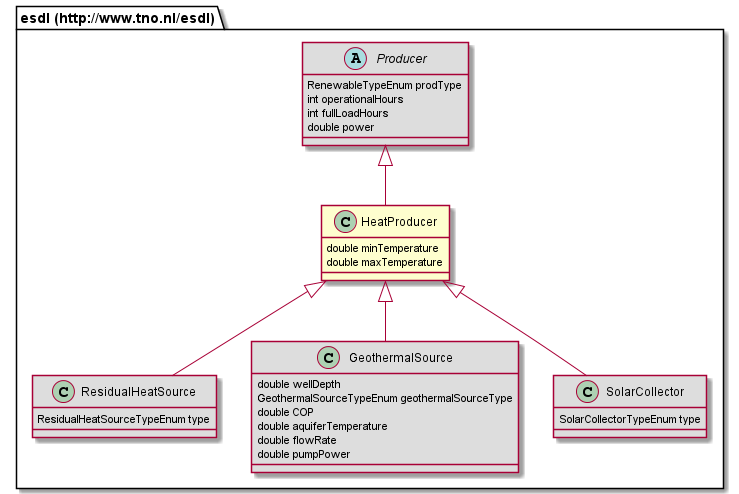 esdl (http://www.tno.nl/esdl)
A Producer
RenewableTypeEnum prodType
int operationalHours
int fullLoadHours
double power
C HeatProducer
double minTemperature
double maxTemperature
C ResidualHeatSource
ResidualHeatSourceTypeEnum type
C GeothermalSource
double wellDepth
GeothermalSourceTypeEnum geothermalSourceType
double COP
double aquiferTemperature
double flowRate
double pumpPower
C SolarCollector
SolarCollectorTypeEnum type